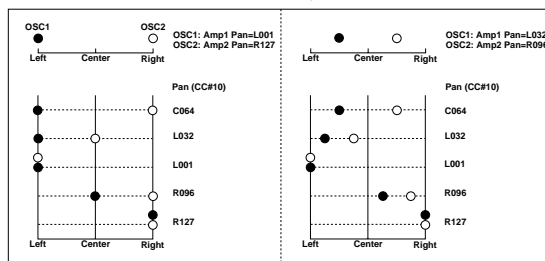 OSC1 OSC2
OSC1: Amp1 Pan=L001
OSC2: Amp2 Pan=R127
Left Center Right
Pan (CC#10)
C064
L032
L001
R096
R127
Left Center Right
OSC1: Amp1 Pan=L032
OSC2: Amp2 Pan=R096
Left Center Right
Pan (CC#10)
C064
L032
L001
R096
R127
Left Center Right